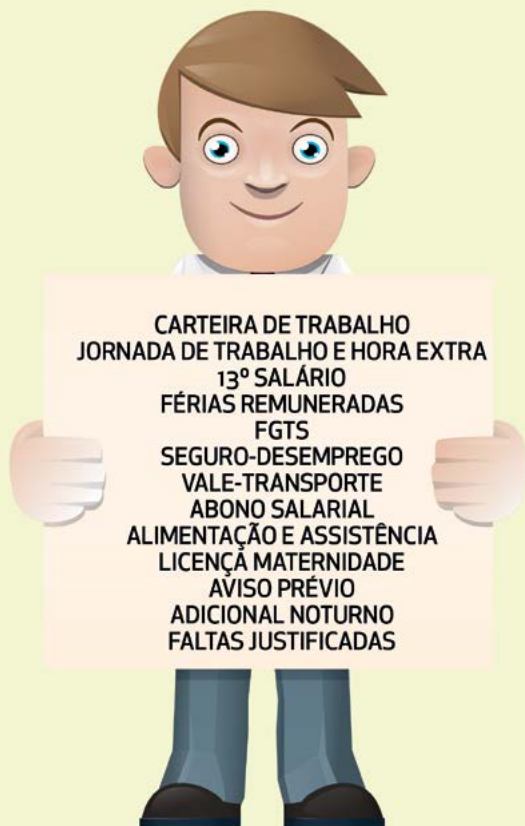 CARTEIRA DE TRABALHO
JORNADA DE TRABALHO E HORA EXTRA
13º SALÁRIO
FÉRIAS REMUNERADAS
FGTS
SEGURO-DESEMPREGO
VALE-TRANSPORTE
ABONO SALARIAL
ALIMENTAÇÃO E ASSISTÊNCIA
LICENÇA MATERNIDADE
AVISO PRÉVIO
ADICIONAL NOTURNO
FALTAS JUSTIFICADAS